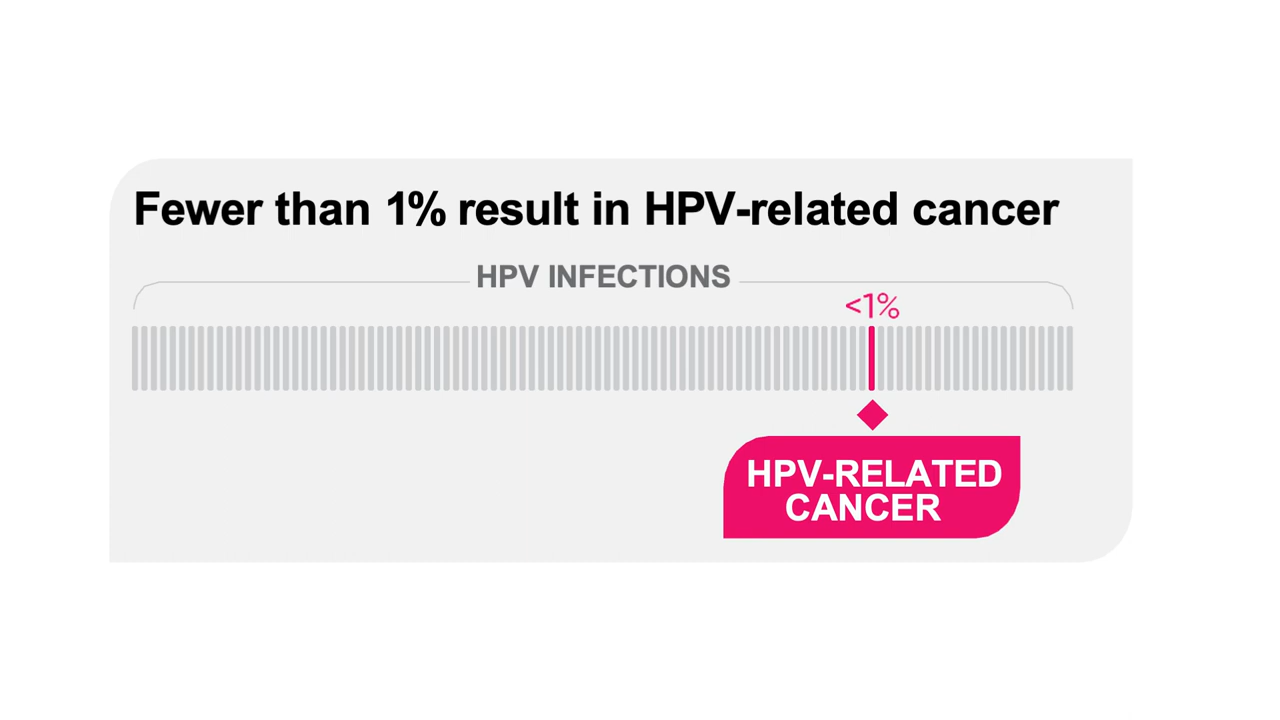 Fewer than 1% result in HPV-related cancer
HPV INFECTIONS
<1%
HPV-RELATED
CANCER